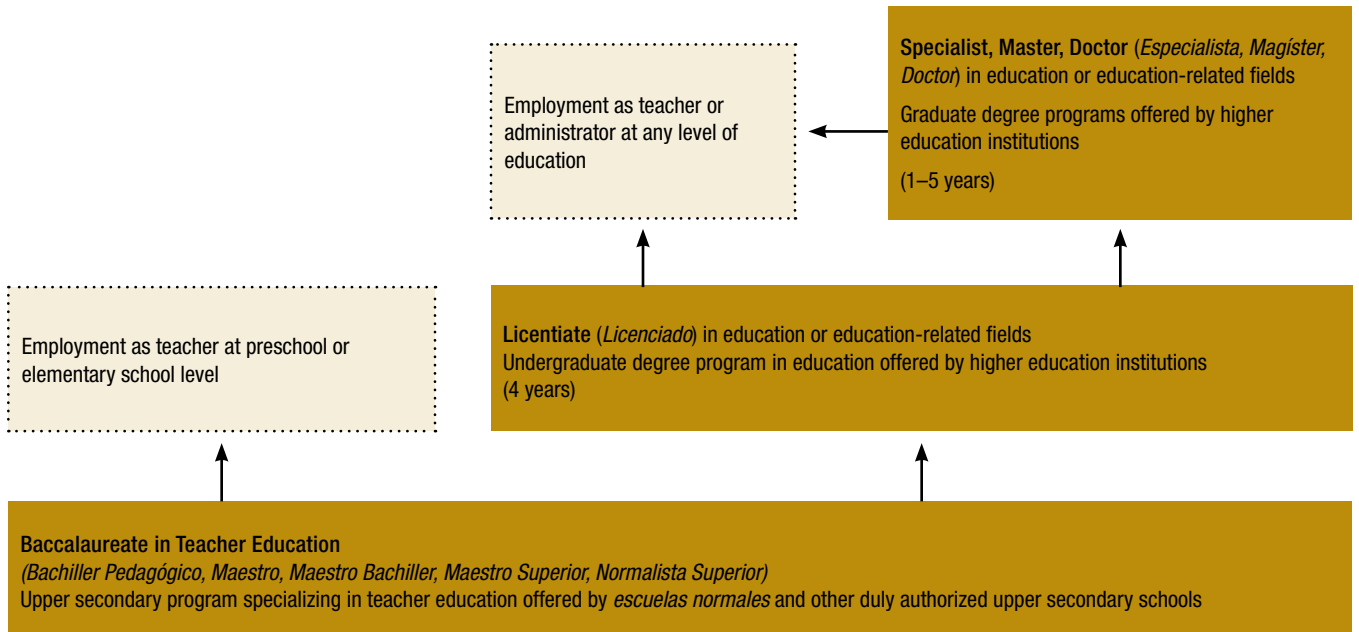 Employment as teacher or
administrator at any level of
education
Specialist, Master, Doctor (Especialista, Magíster,
Doctor) in education or education-related fields
Graduate degree programs offered by higher
education institutions
(1–5 years)
Employment as teacher at preschool or
elementary school level
Licentiate (Licenciado) in education or education-related fields
Undergraduate degree program in education offered by higher education institutions
(4 years)
Baccalaureate in Teacher Education
(Bachiller Pedagógico, Maestro, Maestro Bachiller, Maestro Superior, Normalista Superior)
Upper secondary program specializing in teacher education offered by escuelas normales and other duly authorized upper secondary schools